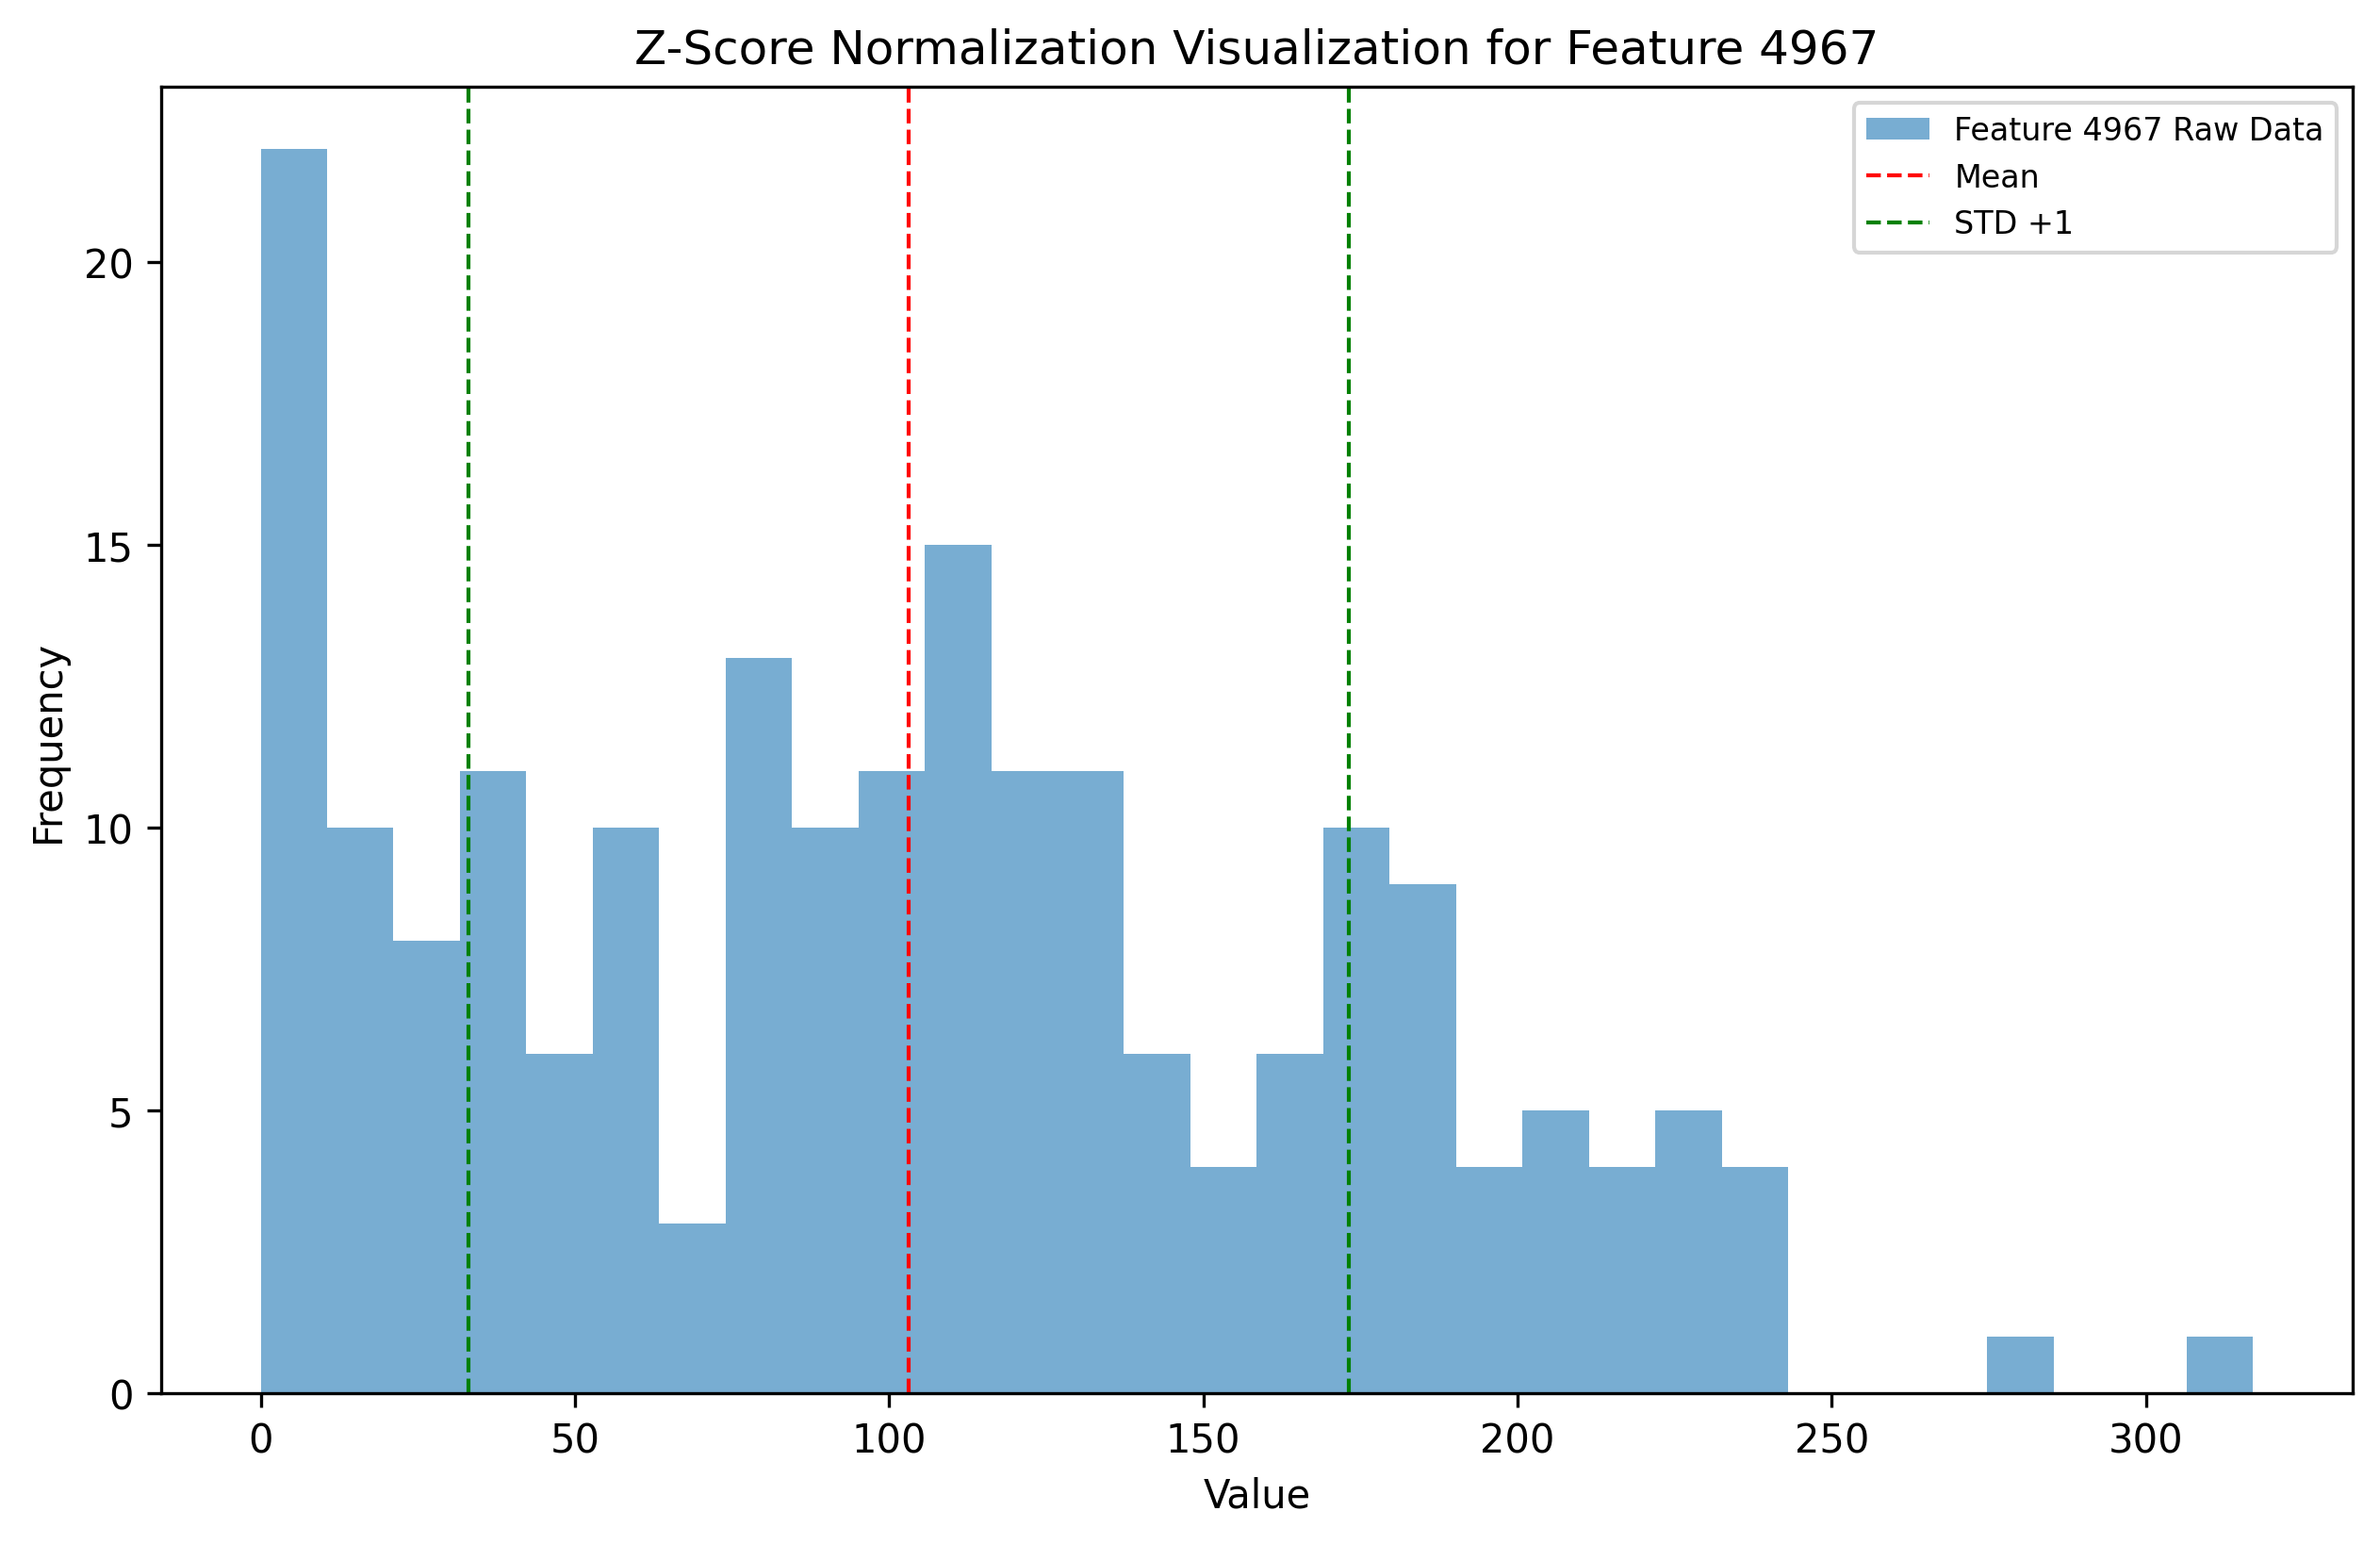 Z-Score Normalization Visualization for Feature 4967
Feature 4967 Raw Data
Mean
STD +1
20
15
10
5
0
Frequency
0 50 100 150 200 250 300
Value